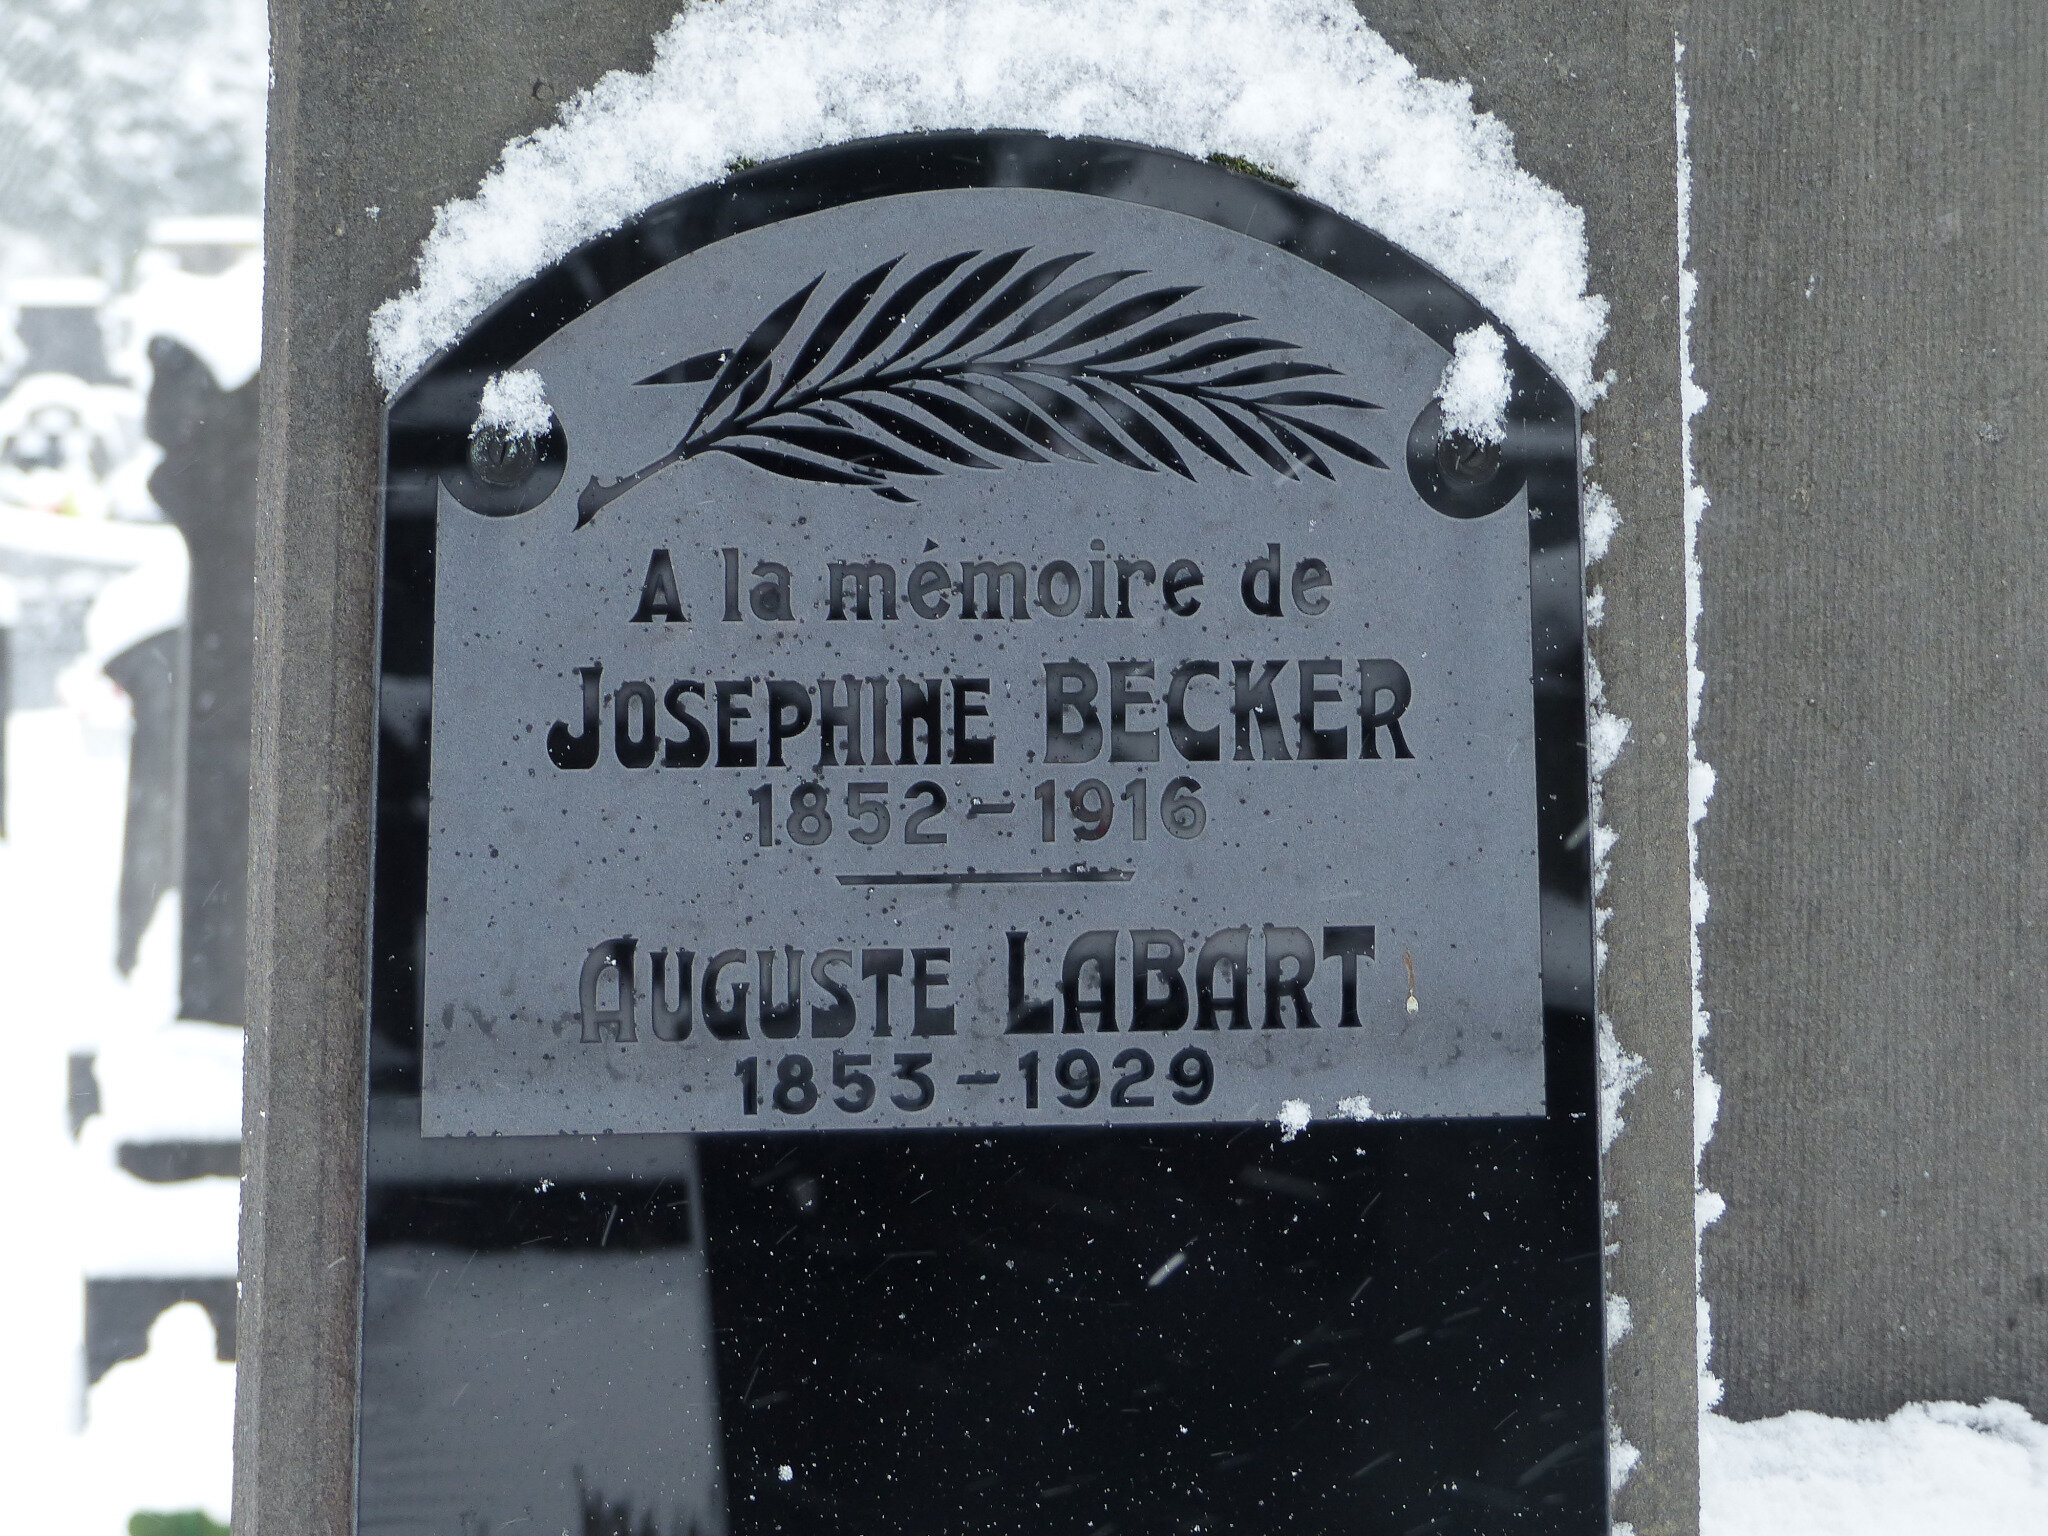 A la mémoire de
JOSEPHINE BECKER
1852 - 1916
AUGUSTE LABART
1853 - 1929